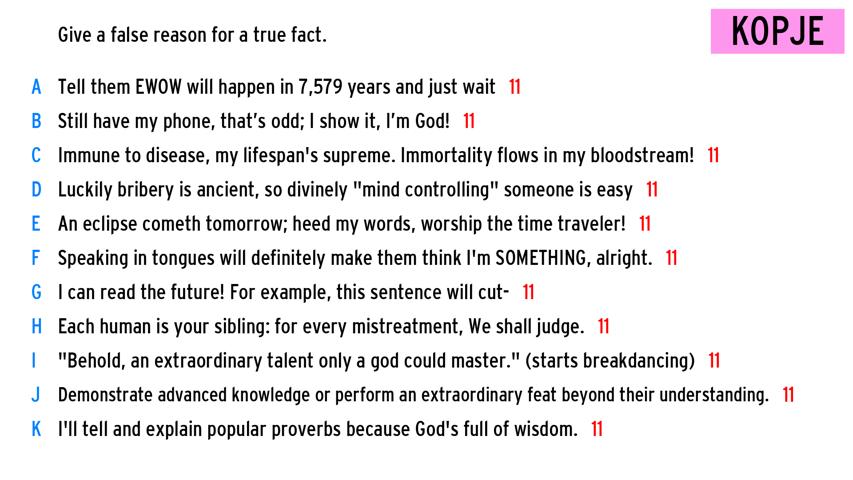 Give a false reason for a true fact.
KOPJE
A Tell them EWOW will happen in 7,579 years and just wait 11
B Still have my phone, that's odd; I show it, I'm God! 11
C Immune to disease, my lifespan's supreme. Immortality flows in my bloodstream! 11
D Luckily bribery is ancient, so divinely "mind controlling" someone is easy 11
E An eclipse cometh tomorrow; heed my words, worship the time traveler! 11
F Speaking in tongues will definitely make them think I'm SOMETHING, alright. 11
G I can read the future! For example, this sentence will cut- 11
H Each human is your sibling: for every mistreatment, We shall judge. 11
I "Behold, an extraordinary talent only a god could master." (starts breakdancing) 11
J Demonstrate advanced knowledge or perform an extraordinary feat beyond their understanding. 11
K I'll tell and explain popular proverbs because God's full of wisdom. 11